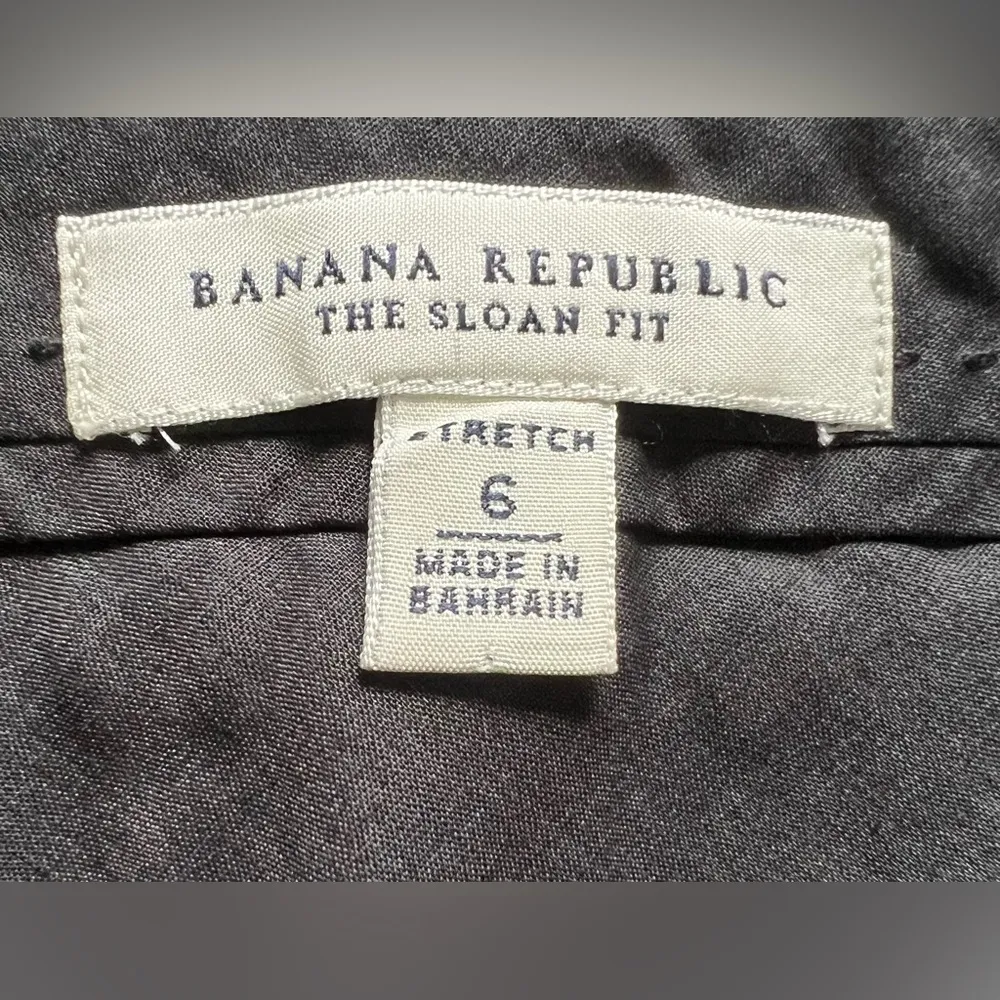 BANANA REPUBLIC
THE SLOAN FIT
STRETCH
6
MADE IN
BAHRAIN